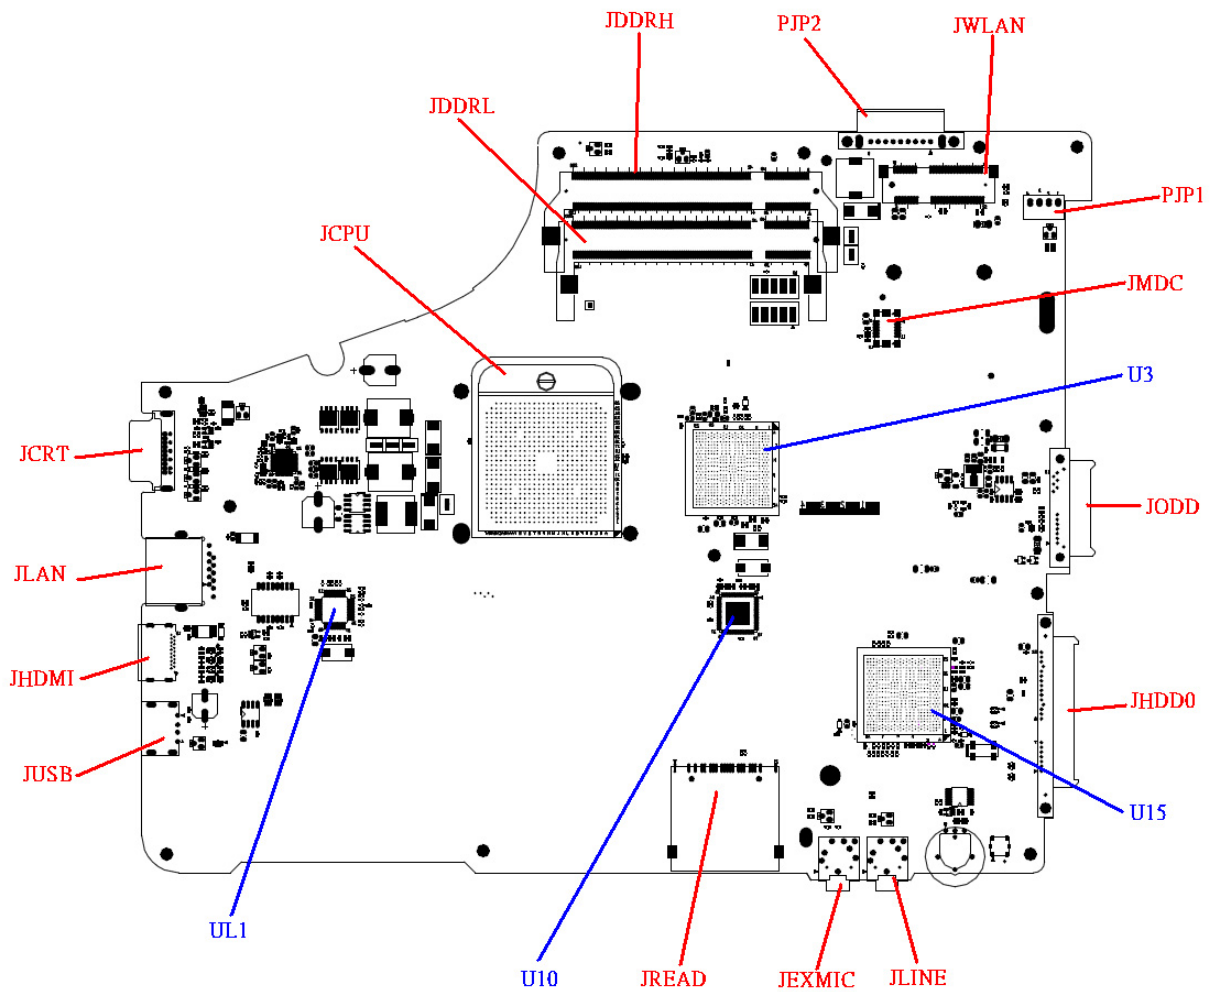 JDDRH
PJP2
JWLAN
JDDRL
PJP1
JCPU
JMDC
U3
JCRT
JODD
JLAN
JHDMI
JHDD0
JUSB
U15
UL1
U10
JREAD
JEXMIC
JLINE